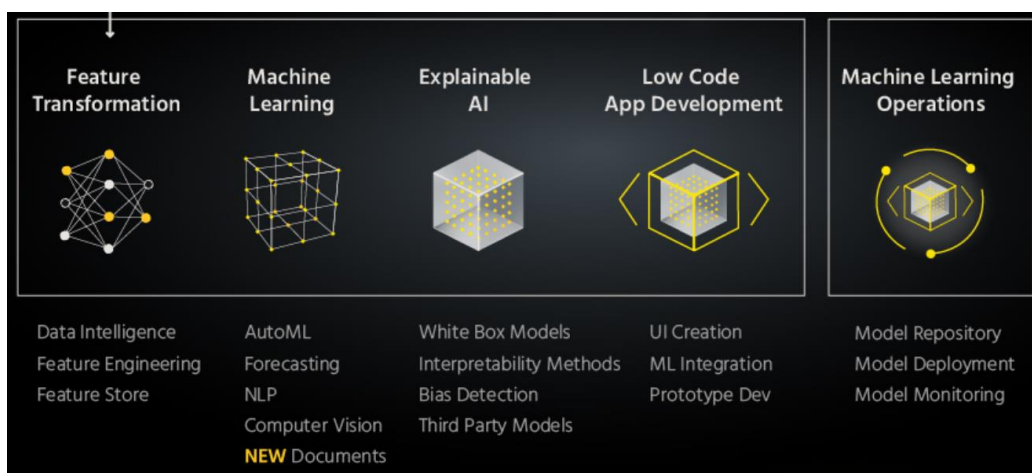 Feature
Transformation
Machine
Learning
Explainable
AI
Low Code
App Development
Machine Learning
Operations
Data Intelligence
Feature Engineering
Feature Store
AutoML
Forecasting
NLP
Computer Vision
NEW Documents
White Box Models
Interpretability Methods
Bias Detection
Third Party Models
UI Creation
ML Integration
Prototype Dev
Model Repository
Model Deployment
Model Monitoring